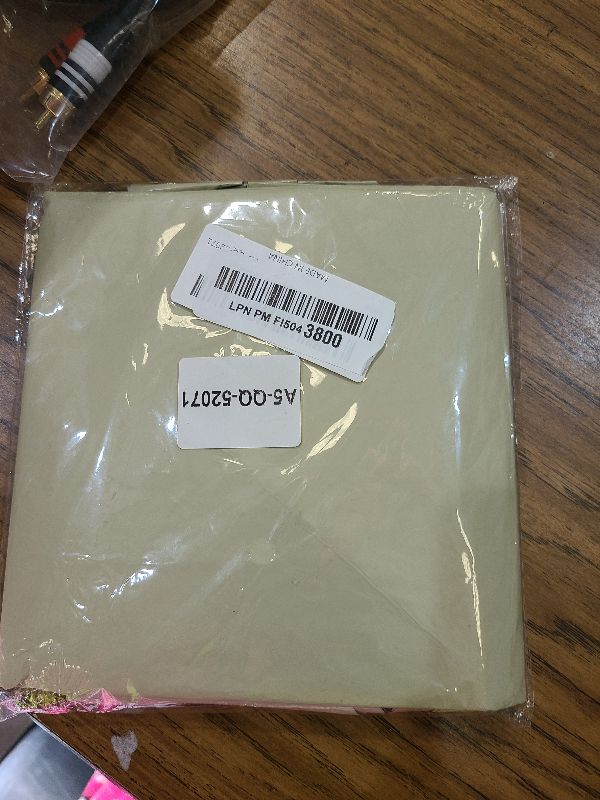 MADE IN CHINA
LPN PM FI504 3800
A5-QQ-52071